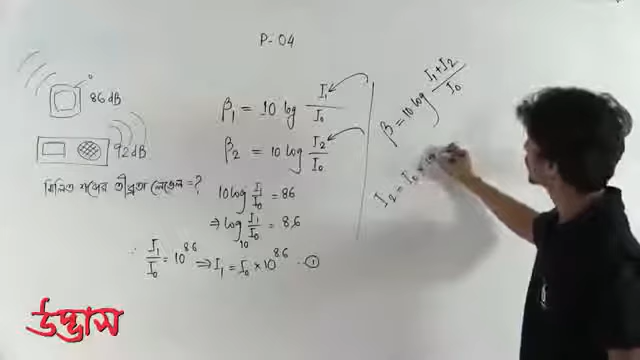 P-04
86 dB
92 dB
মিলিত শব্দের তীব্রতা লেভেল = ?
β₁ = 10 log I₁/I₀
β₂ = 10 log I₂/I₀
10 log I₁/I₀ = 86
⇒ log₁₀ I₁/I₀ = 8.6
∴ I₁/I₀ = 10^8.6 ⇒ I₁ = I₀ × 10^8.6 ... ①
β = 10 log (I₁+I₂)/I₀
I₂ = I₀ ×
উদ্ভাস